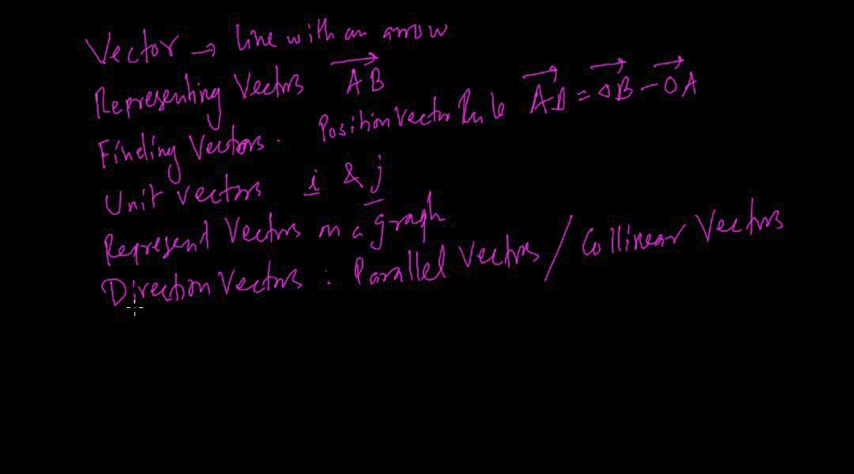 Vector → line with an arrow
Representing Vectors AB
Finding Vectors. Position Vector Rule AB = OB - OA
Unit Vectors i & j
Represent Vectors on a graph
Direction Vectors : Parallel Vectors / Collinear Vectors